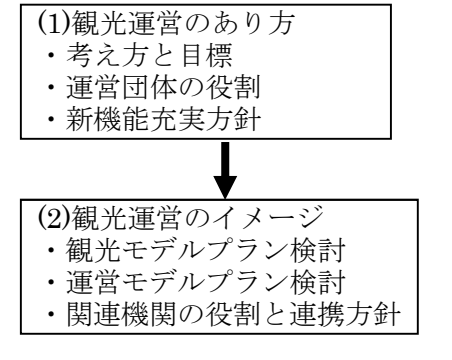 (1)観光運営のあり方
・考え方と目標
・運営団体の役割
・新機能充実方針
(2)観光運営のイメージ
・観光モデルプラン検討
・運営モデルプラン検討
・関連機関の役割と連携方針